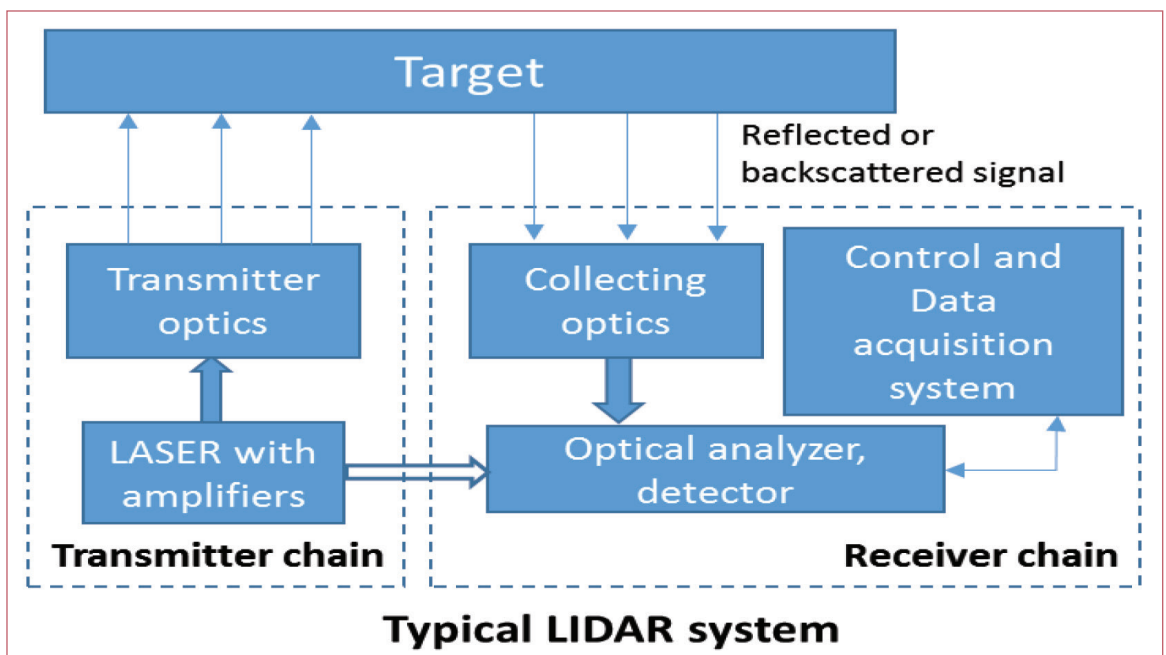 Target
Reflected or
backscattered signal
Transmitter
optics
Collecting
optics
Control and
Data
acquisition
system
LASER with
amplifiers
Optical analyzer,
detector
Transmitter chain
Receiver chain
Typical LIDAR system